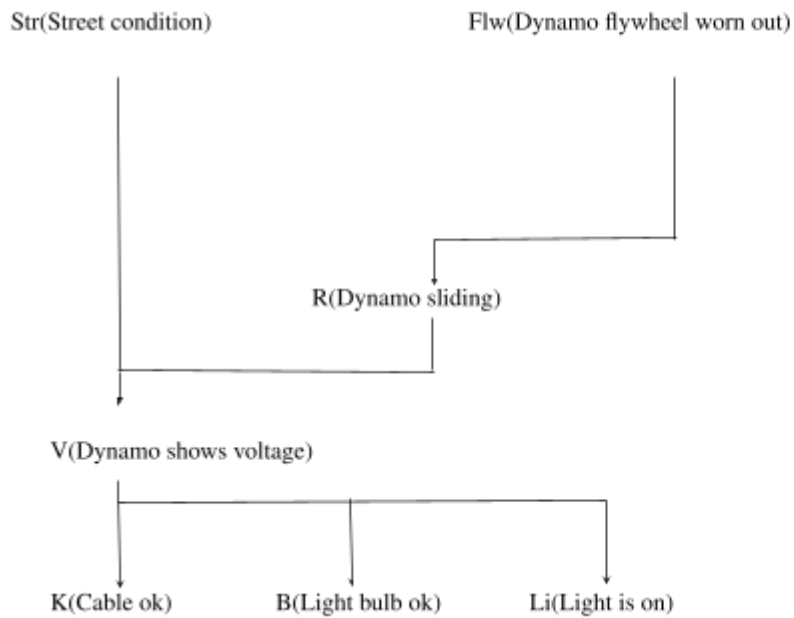 Str(Street condition)
Flw(Dynamo flywheel worn out)
R(Dynamo sliding)
V(Dynamo shows voltage)
K(Cable ok)
B(Light bulb ok)
Li(Light is on)